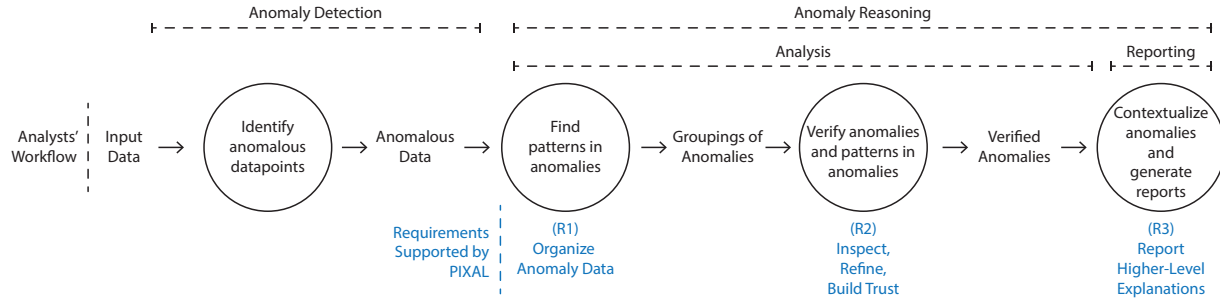 Anomaly Detection
Anomaly Reasoning
Analysis
Reporting
Analysts'
Workflow
Input
Data
Identify
anomalous
datapoints
Anomalous
Data
Find
patterns in
anomalies
Groupings of
Anomalies
Verify anomalies
and patterns in
anomalies
Verified
Anomalies
Contextualize
anomalies
and
generate
reports
Requirements
Supported by
PIXAL
(R1)
Organize
Anomaly Data
(R2)
Inspect,
Refine,
Build Trust
(R3)
Report
Higher-Level
Explanations